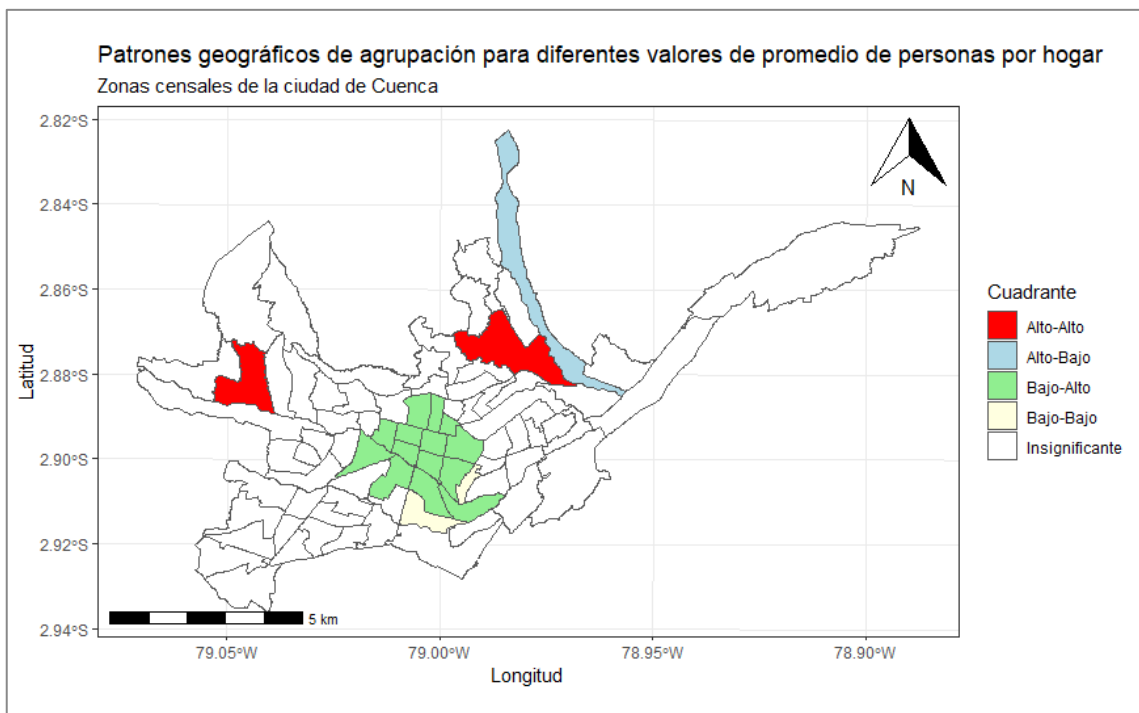 Patrones geográficos de agrupación para diferentes valores de promedio de personas por hogar
Zonas censales de la ciudad de Cuenca
2.82°S
2.84°S
2.86°S
2.88°S
2.90°S
2.92°S
2.94°S
Latitud
N
5 km
79.05°W
79.00°W
78.95°W
78.90°W
Longitud
Cuadrante
Alto-Alto
Alto-Bajo
Bajo-Alto
Bajo-Bajo
Insignificante